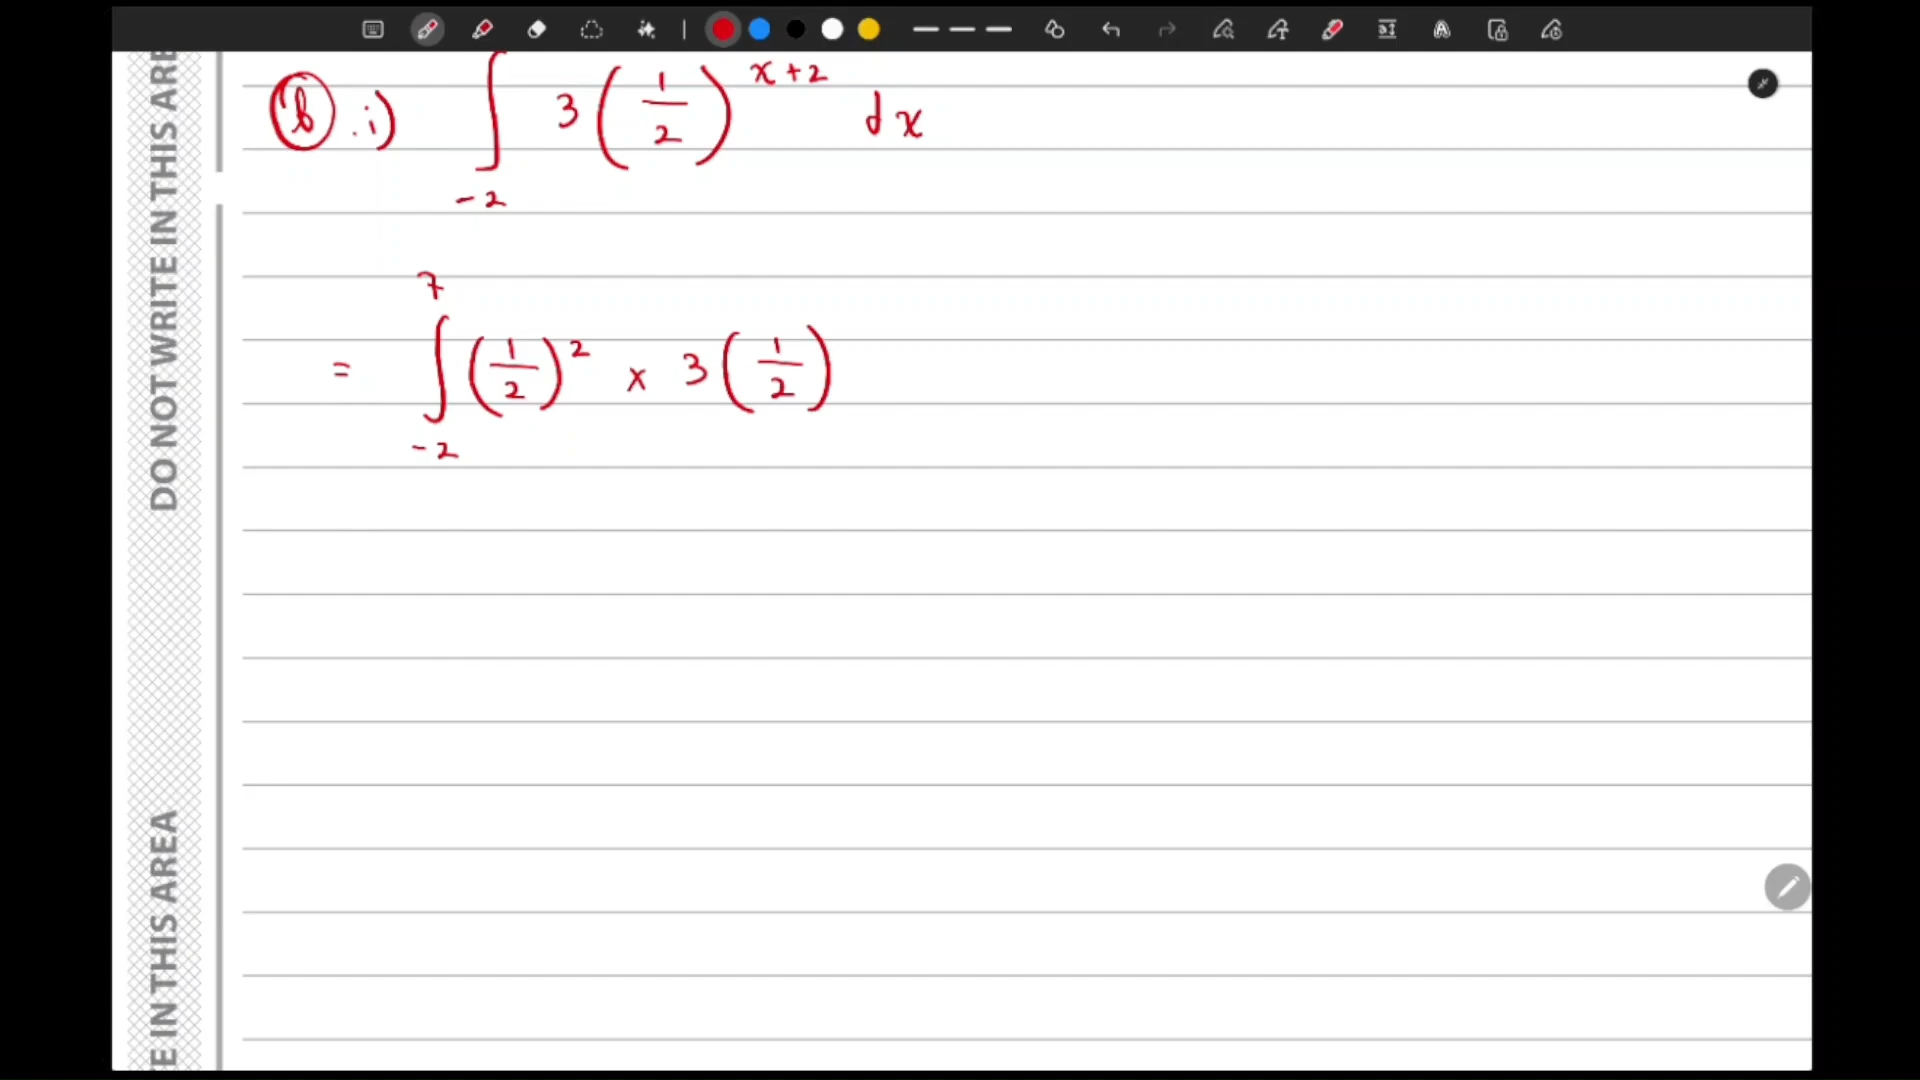 DO NOT WRITE IN THIS ARE
b .i) ∫ 3 (1/2)^{x+2} dx
-2
7
= ∫ (1/2)^2 x 3 (1/2)
-2
E IN THIS AREA